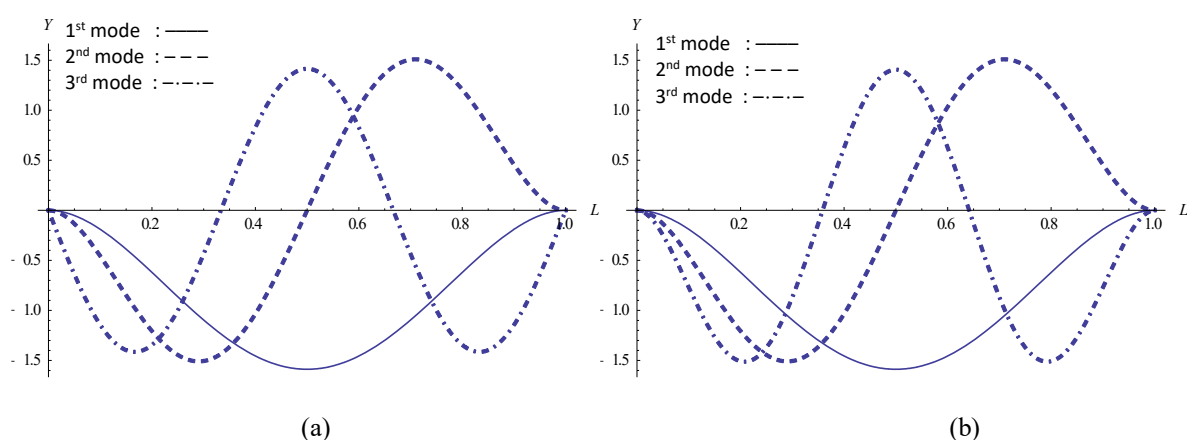 Y
1st mode : ———
2nd mode : – – –
3rd mode : –·–·–·–
1.5
1.0
0.5
0.2 0.4 0.6 0.8 1.0 L
- 0.5
- 1.0
- 1.5
(a)
Y
1st mode : ———
2nd mode : – – –
3rd mode : –·–·–·–
1.5
1.0
0.5
0.2 0.4 0.6 0.8 1.0 L
- 0.5
- 1.0
- 1.5
(b)